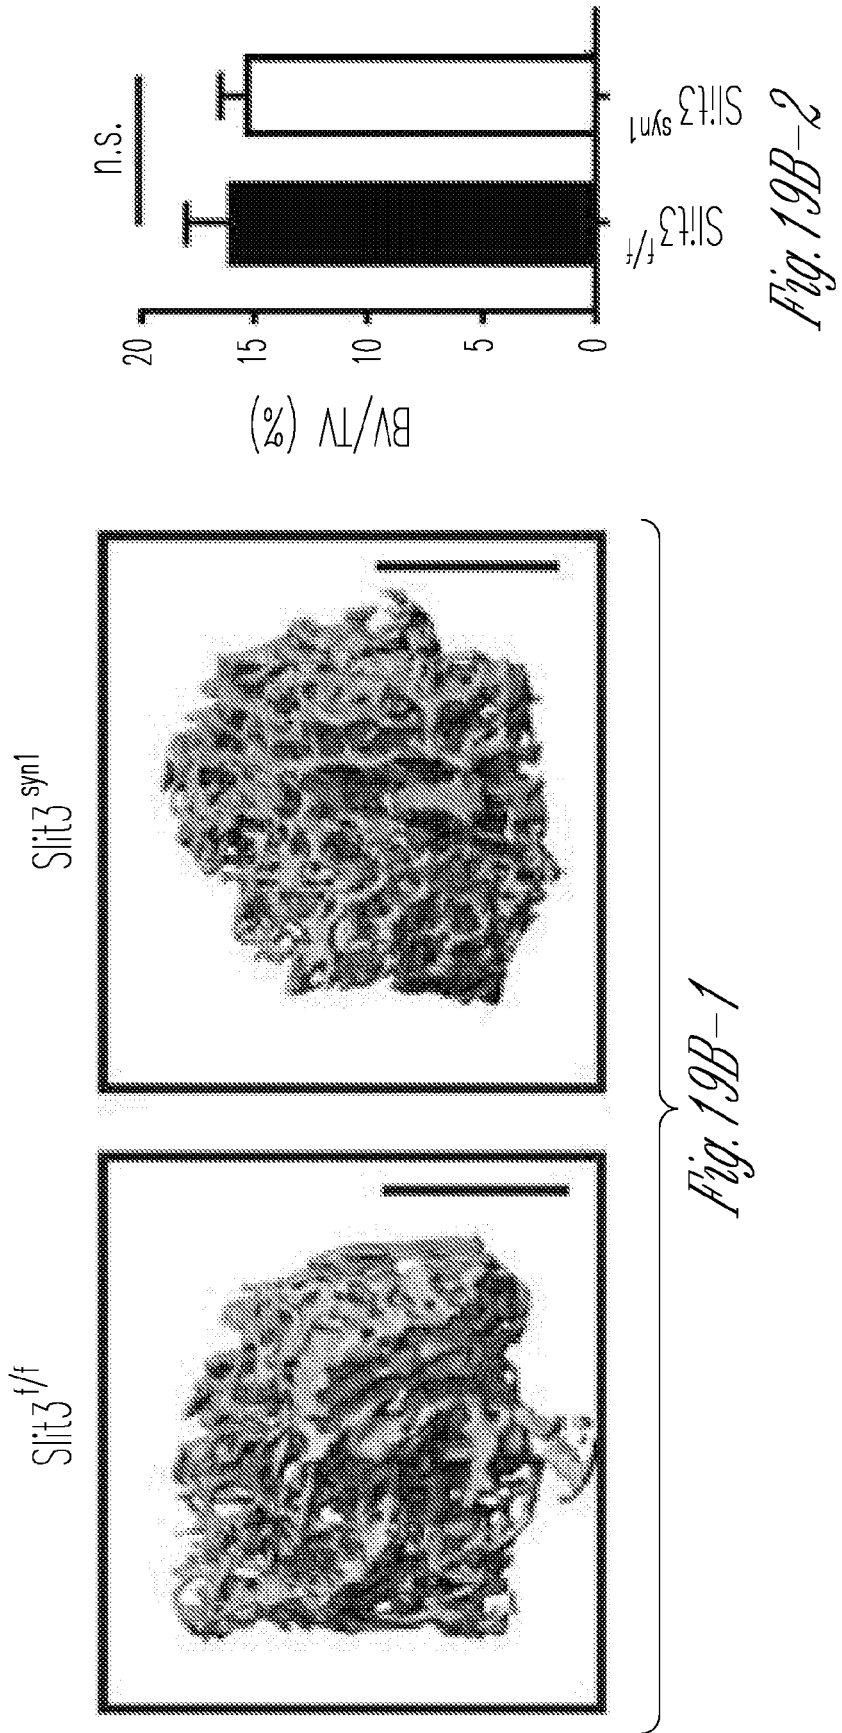 Slit3 f/f
Slit3 syn1
Fig. 19B-1
n.s.
BV/TV (%)
20
15
10
5
0
Slit3 f/f
Slit3 syn1
Fig. 19B-2